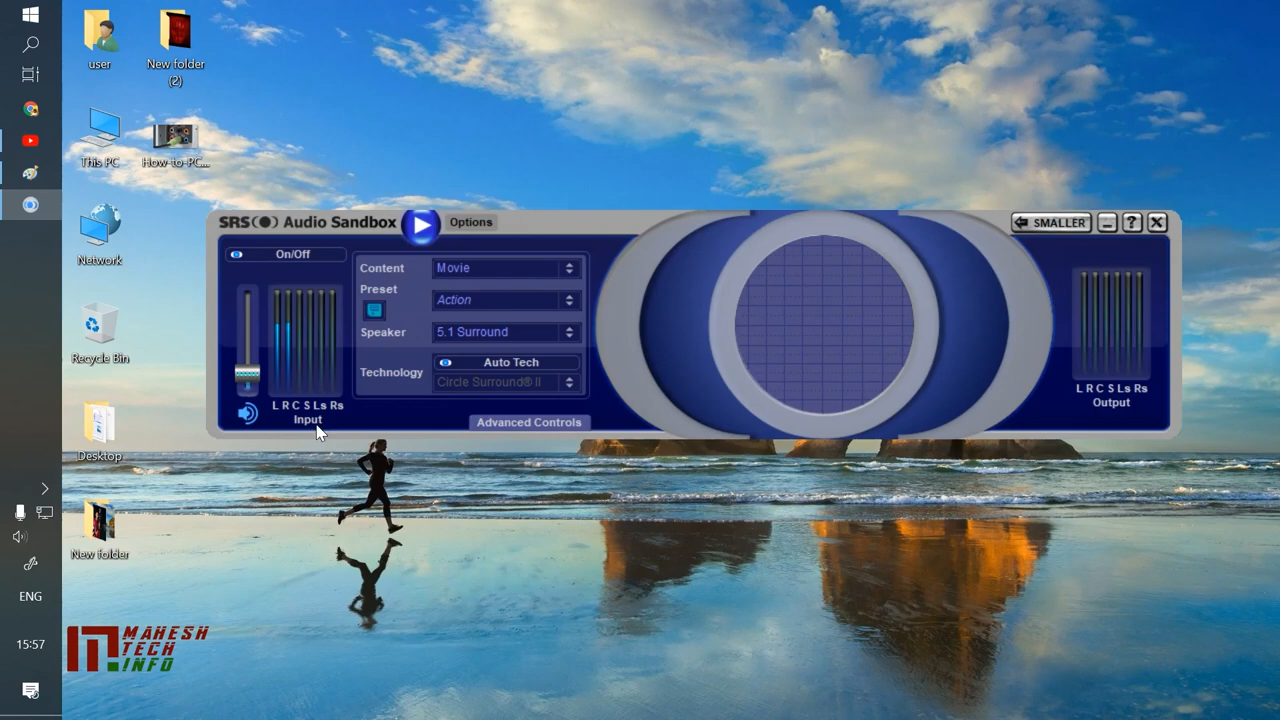 user
New folder
(2)
This PC
How-to-PC...
Network
Recycle Bin
Desktop
New folder
ENG
15:57
MAHESH
TECH
INFO
SRS(●) Audio Sandbox
Options
SMALLER
?
On/Off
Content
Movie
Preset
Action
Speaker
5.1 Surround
Technology
Auto Tech
Circle Surround® II
L R C S Ls Rs
Input
Advanced Controls
L R C S Ls Rs
Output